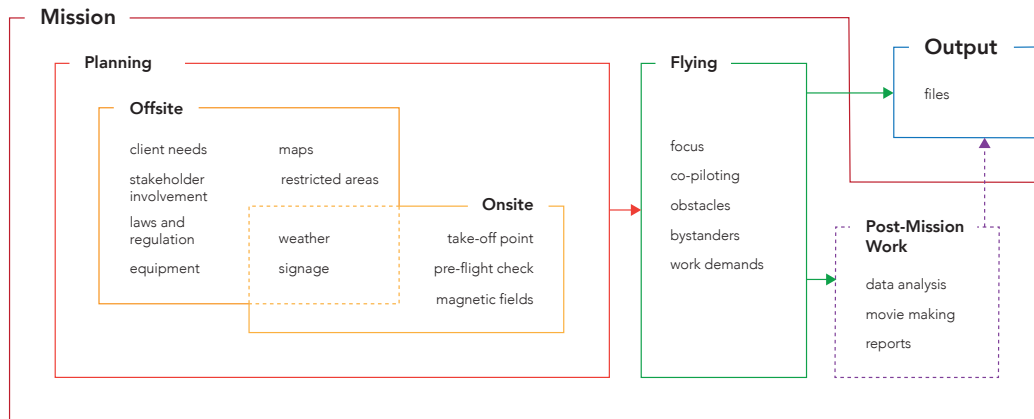 Mission
Planning
Offsite
client needs
stakeholder
involvement
laws and
regulation
equipment
maps
restricted areas
weather
signage
Onsite
take-off point
pre-flight check
magnetic fields
Flying
focus
co-piloting
obstacles
bystanders
work demands
Output
files
Post-Mission
Work
data analysis
movie making
reports